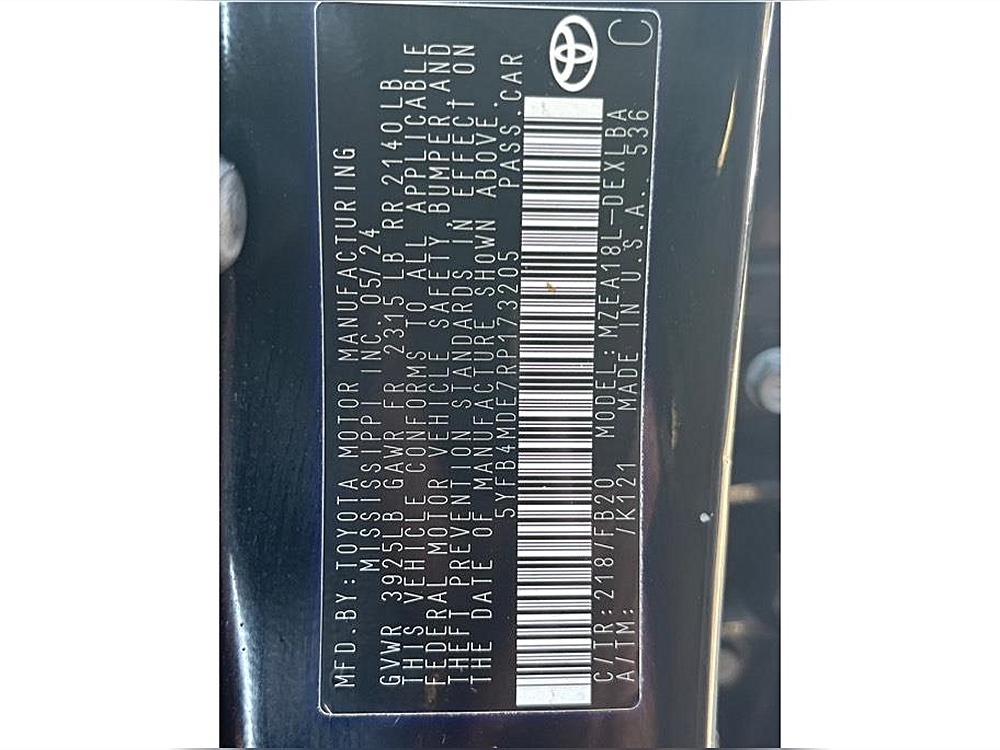 MFD.BY:TOYOTA MOTOR MANUFACTURING
MISSISSIPPI INC. 05/24
GVWR 3925LB GAWR FR 2315 LB RR 2140LB
THIS VEHICLE CONFORMS TO ALL APPLICABLE
FEDERAL MOTOR VEHICLE SAFETY,BUMPER,AND
THEFT PREVENTION STANDARDS IN EFFECT ON
THE DATE OF MANUFACTURE SHOWN ABOVE.
5YFB4MDE7RP173205 PASS.CAR
C/TR:218/FB20 MODEL:MZEA18L-DEXLBA
A/TM: /K121 MADE IN U.S.A. 536
C